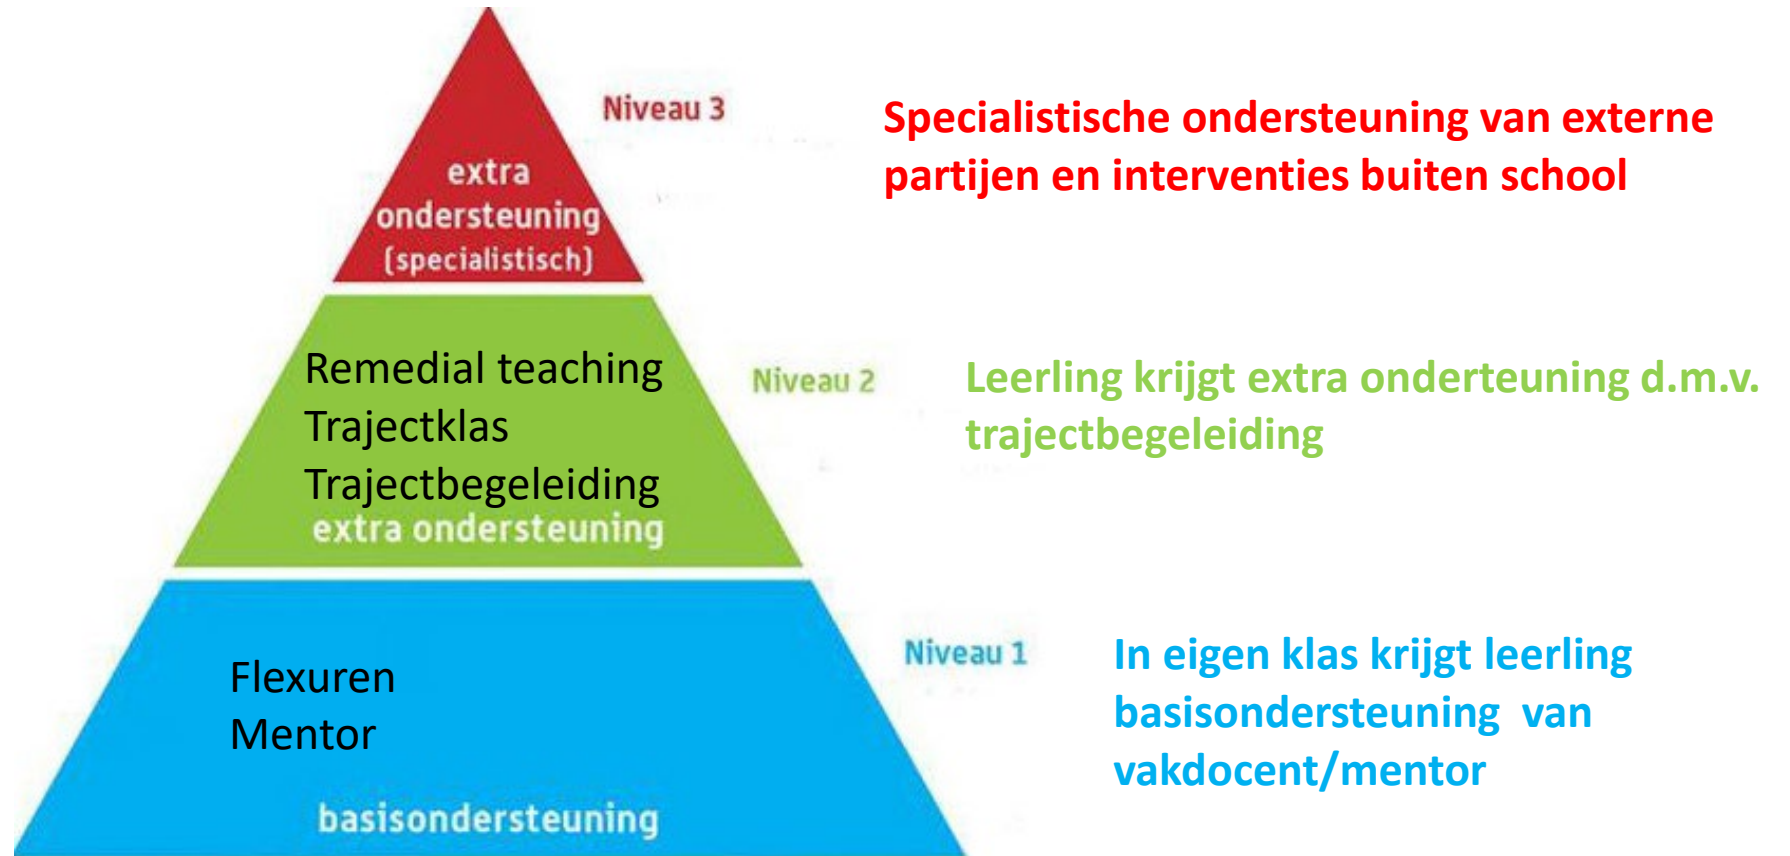 Niveau 3
extra
ondersteuning
(specialistisch)
Specialistische ondersteuning van externe
partijen en interventies buiten school
Remedial teaching
Trajectklas
Trajectbegeleiding
extra ondersteuning
Niveau 2
Leerling krijgt extra onderteuning d.m.v.
trajectbegeleiding
Flexuren
Mentor
basisondersteuning
Niveau 1
In eigen klas krijgt leerling
basisondersteuning van
vakdocent/mentor